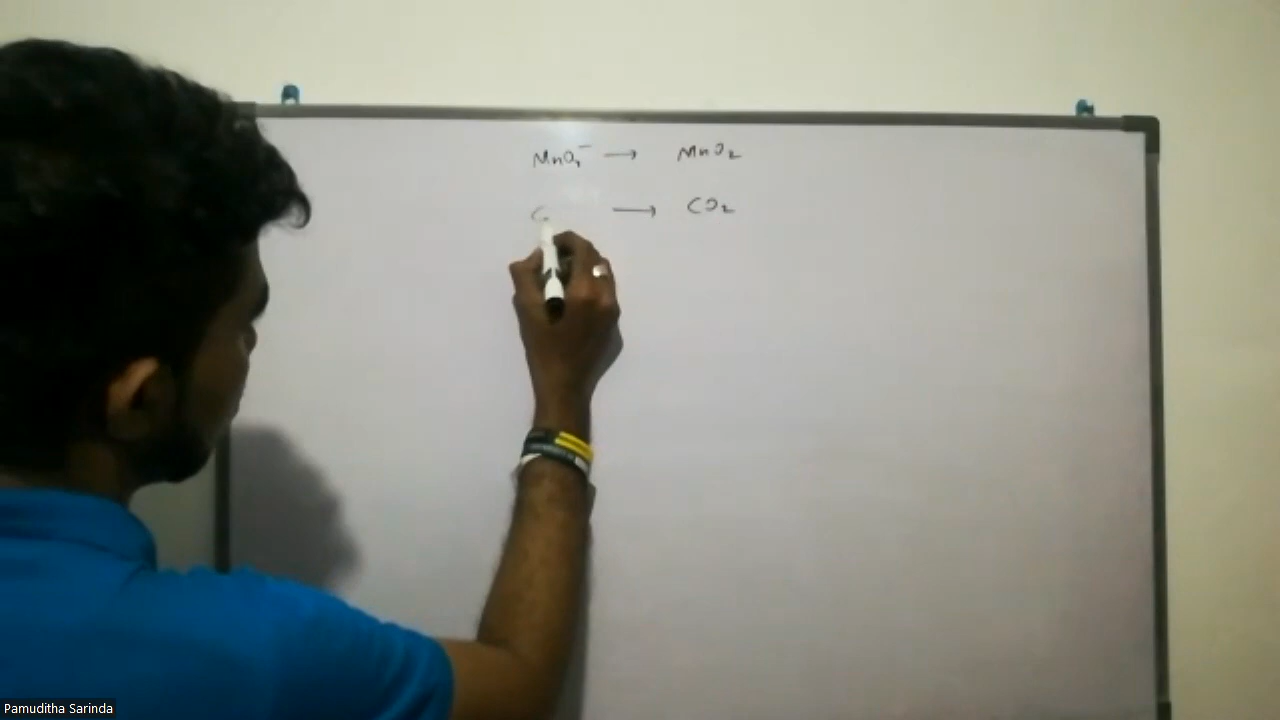 MnO₄⁻ → MnO₂
C → CO₂
Pamuditha Sarinda